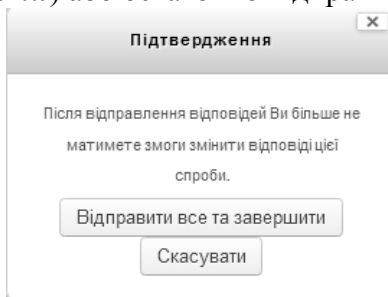 Підтвердження
Після відправлення відповідей Ви більше не
матимете змоги змінити відповіді цієї
спроби.
Відправити все та завершити
Скасувати